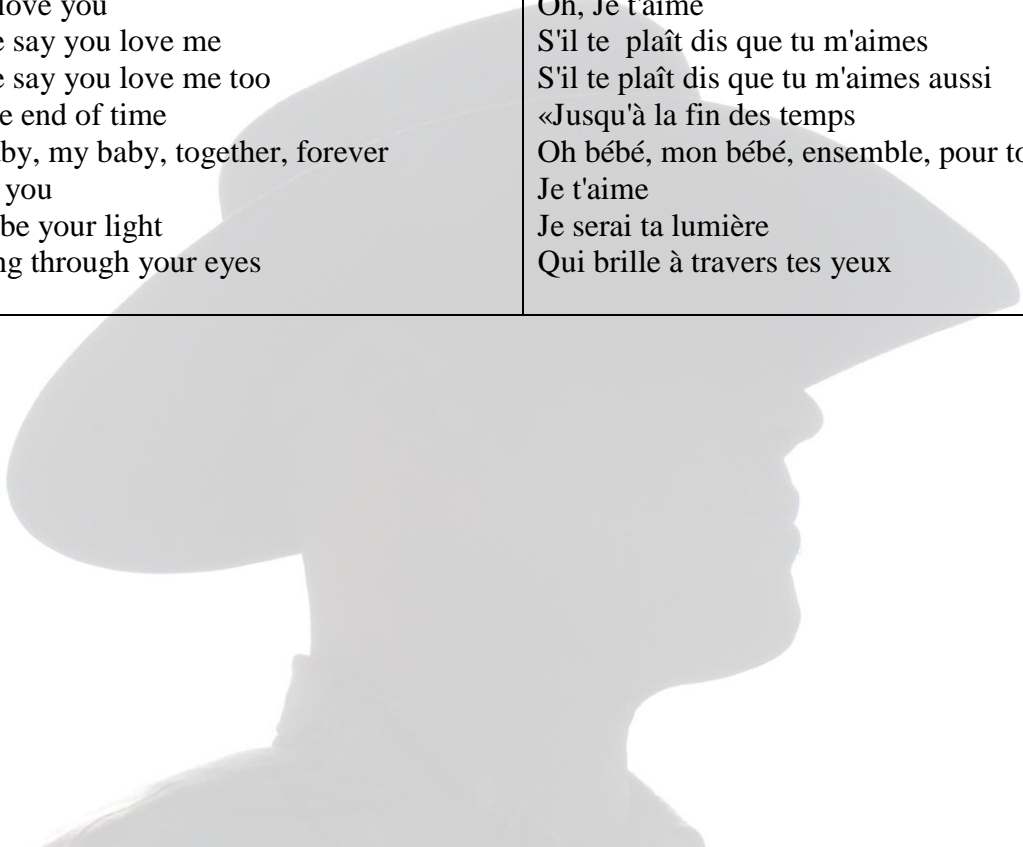 love you
say you love me
say you love me too
end of time
my baby, together, forever
you
be your light
through your eyes
Oh, Je t'aime
S'il te plaît dis que tu m'aimes
S'il te plaît dis que tu m'aimes aussi
«Jusqu'à la fin des temps
Oh bébé, mon bébé, ensemble, pour
Je t'aime
Je serai ta lumière
Qui brille à travers tes yeux